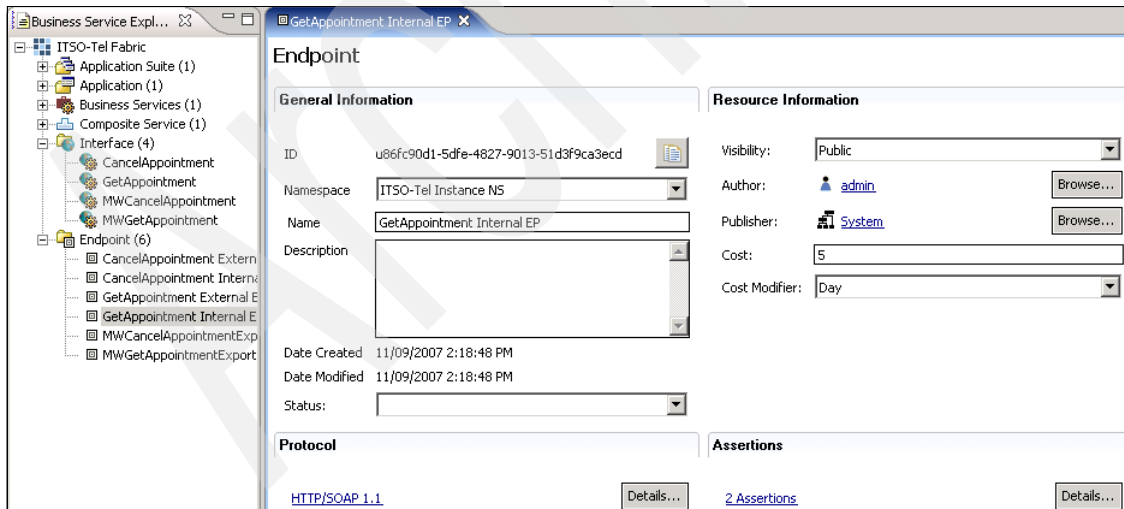 Business Service Expl...
ITSO-Tel Fabric
Application Suite (1)
Application (1)
Business Services (1)
Composite Service (1)
Interface (4)
CancelAppointment
GetAppointment
MWCancelAppointment
MWGetAppointment
Endpoint (6)
CancelAppointment Extern
CancelAppointment Interna
GetAppointment External E
GetAppointment Internal E
MWCancelAppointmentExp
MWGetAppointmentExport
GetAppointment Internal EP
Endpoint
General Information
ID u86fc90d1-5dfe-4827-9013-51d3f9ca3ecd
Namespace ITSO-Tel Instance NS
Name GetAppointment Internal EP
Description
Date Created 11/09/2007 2:18:48 PM
Date Modified 11/09/2007 2:18:48 PM
Status:
Resource Information
Visibility: Public
Author: admin Browse...
Publisher: System Browse...
Cost: 5
Cost Modifier: Day
Protocol
HTTP/SOAP 1.1 Details...
Assertions
2 Assertions Details...